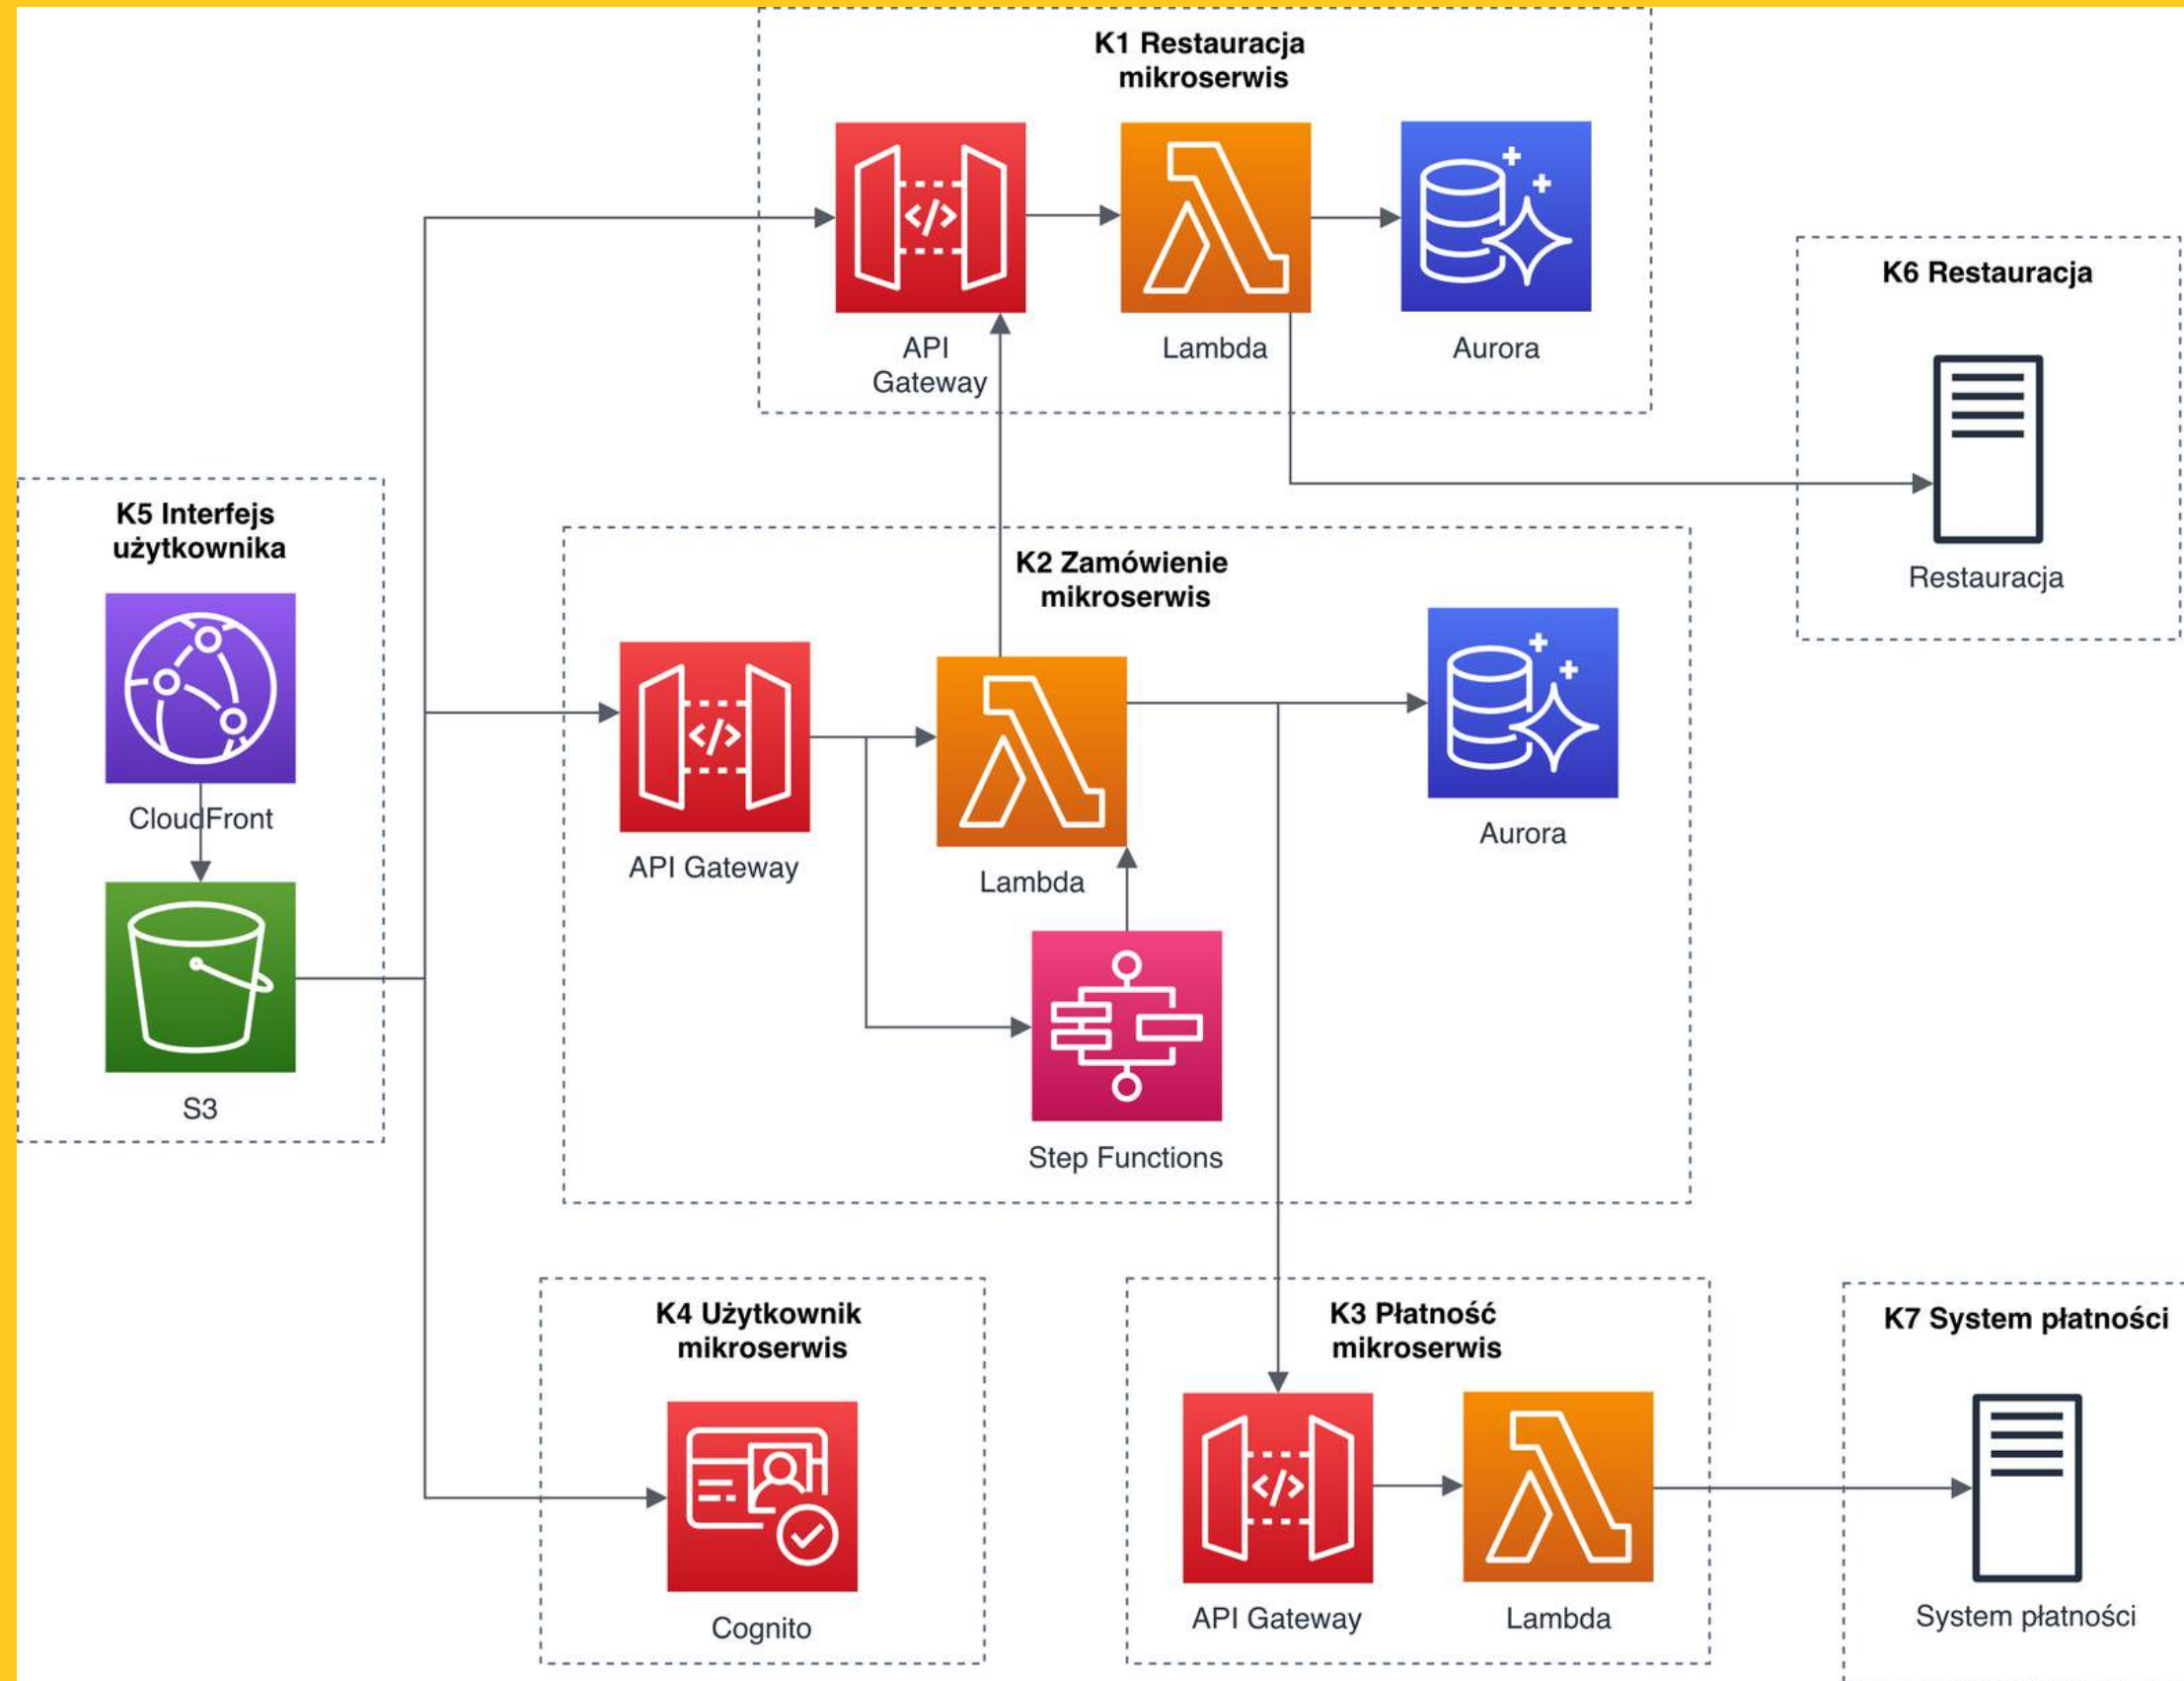 K1 Restauracja
mikroserwis
API
Gateway
Lambda
Aurora
K6 Restauracja
Restauracja
K5 Interfejs
użytkownika
CloudFront
S3
K2 Zamówienie
mikroserwis
API Gateway
Lambda
Aurora
Step Functions
K4 Użytkownik
mikroserwis
Cognito
K3 Płatność
mikroserwis
API Gateway
Lambda
K7 System płatności
System płatności